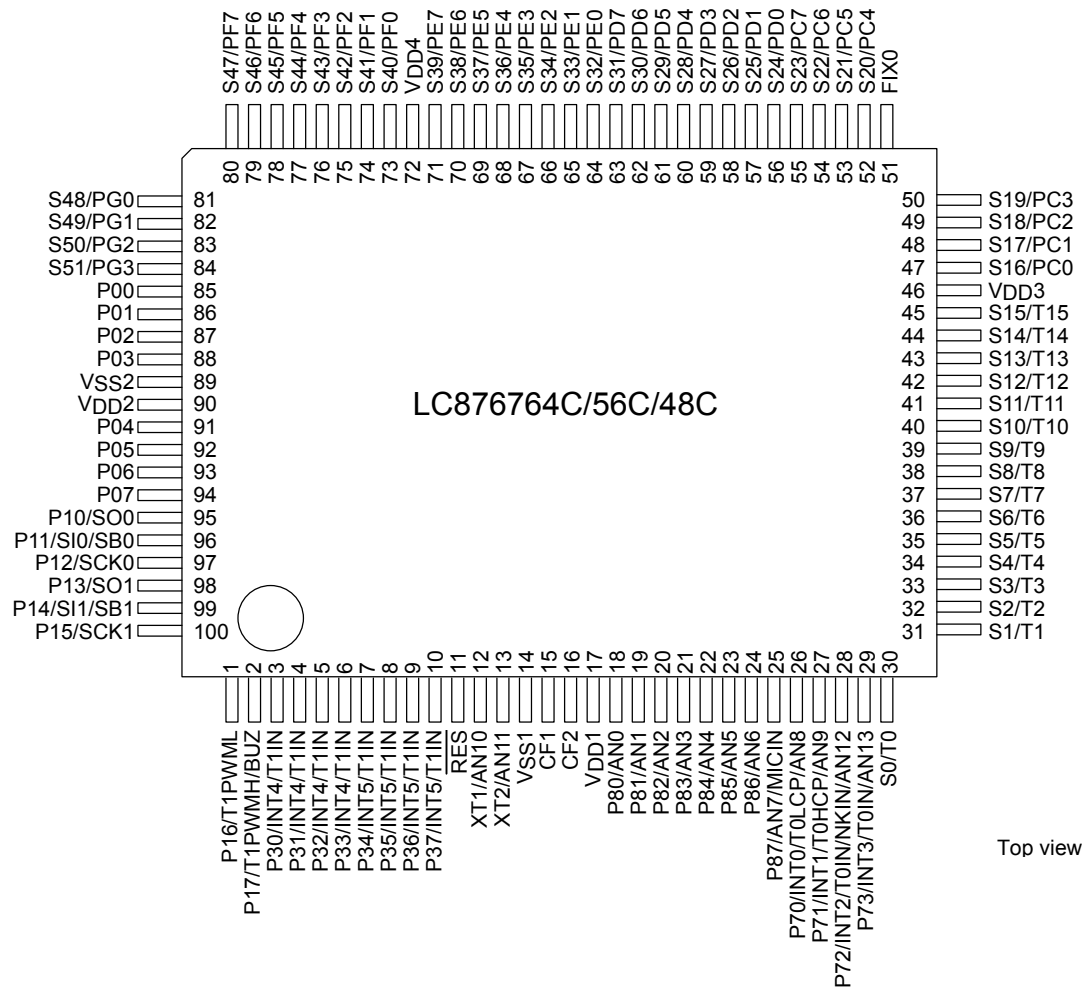 S47/PF7
S46/PF6
S45/PF5
S44/PF4
S43/PF3
S42/PF2
S41/PF1
S40/PF0
VDD4
S39/PE7
S38/PE6
S37/PE5
S36/PE4
S35/PE3
S34/PE2
S33/PE1
S32/PE0
S31/PD7
S30/PD6
S29/PD5
S28/PD4
S27/PD3
S26/PD2
S25/PD1
S24/PD0
S23/PC7
S22/PC6
S21/PC5
S20/PC4
FIX0
80
79
78
77
76
75
74
73
72
71
70
69
68
67
66
65
64
63
62
61
60
59
58
57
56
55
54
53
52
51
S48/PG0 81
S49/PG1 82
S50/PG2 83
S51/PG3 84
P00 85
P01 86
P02 87
P03 88
VSS2 89
VDD2 90
P04 91
P05 92
P06 93
P07 94
P10/SO0 95
P11/SI0/SB0 96
P12/SCK0 97
P13/SO1 98
P14/SI1/SB1 99
P15/SCK1 100
LC876764C/56C/48C
50 S19/PC3
49 S18/PC2
48 S17/PC1
47 S16/PC0
46 VDD3
45 S15/T15
44 S14/T14
43 S13/T13
42 S12/T12
41 S11/T11
40 S10/T10
39 S9/T9
38 S8/T8
37 S7/T7
36 S6/T6
35 S5/T5
34 S4/T4
33 S3/T3
32 S2/T2
31 S1/T1
1
2
3
4
5
6
7
8
9
10
11
12
13
14
15
16
17
18
19
20
21
22
23
24
25
26
27
28
29
30
P16/T1PWML
P17/T1PWMH/BUZ
P30/INT4/T1IN
P31/INT4/T1IN
P32/INT4/T1IN
P33/INT4/T1IN
P34/INT5/T1IN
P35/INT5/T1IN
P36/INT5/T1IN
P37/INT5/T1IN
RES
XT1/AN10
XT2/AN11
VSS1
CF1
CF2
VDD1
P80/AN0
P81/AN1
P82/AN2
P83/AN3
P84/AN4
P85/AN5
P86/AN6
P87/AN7/MICIN
P70/INT0/T0LCP/AN8
P71/INT1/T0HCP/AN9
P72/INT2/T0IN/NKIN/AN12
P73/INT3/T0IN/AN13
S0/T0
Top view